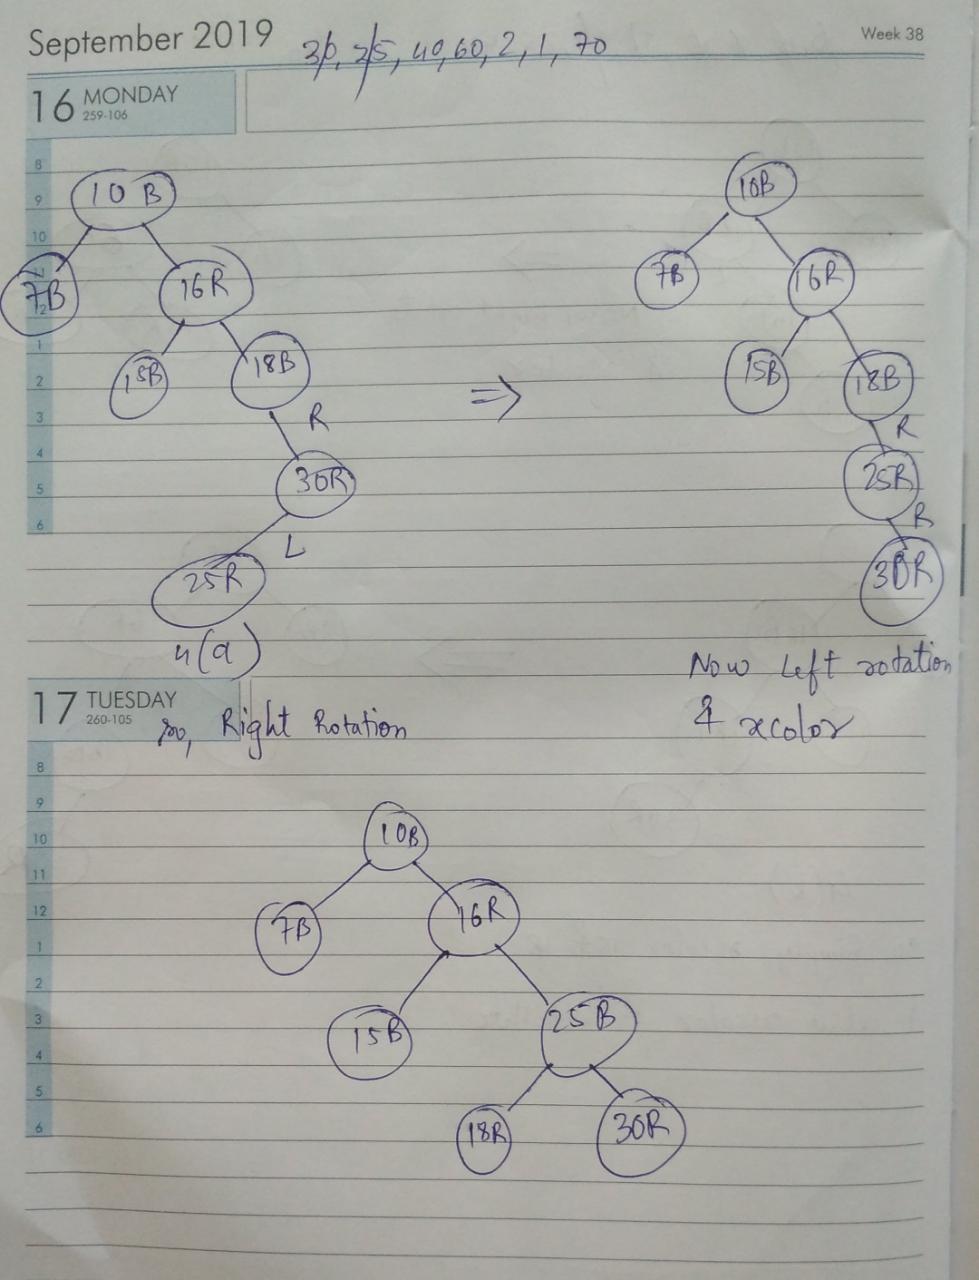 September 2019
30, 25, 40, 60, 2, 1, 70
Week 38
16 MONDAY
259-106
8
9
10
11
12
1
2
3
4
5
6
10 B
7B
16R
15B
18B
R
30R
L
25R
4(a)
⇒
10B
7B
16R
15B
18B
R
25R
R
30R
Now Left rotation
& xcolor
17 TUESDAY
260-105
so, Right Rotation
8
9
10
11
12
1
2
3
4
5
6
10B
7B
16R
15B
25B
18R
30R